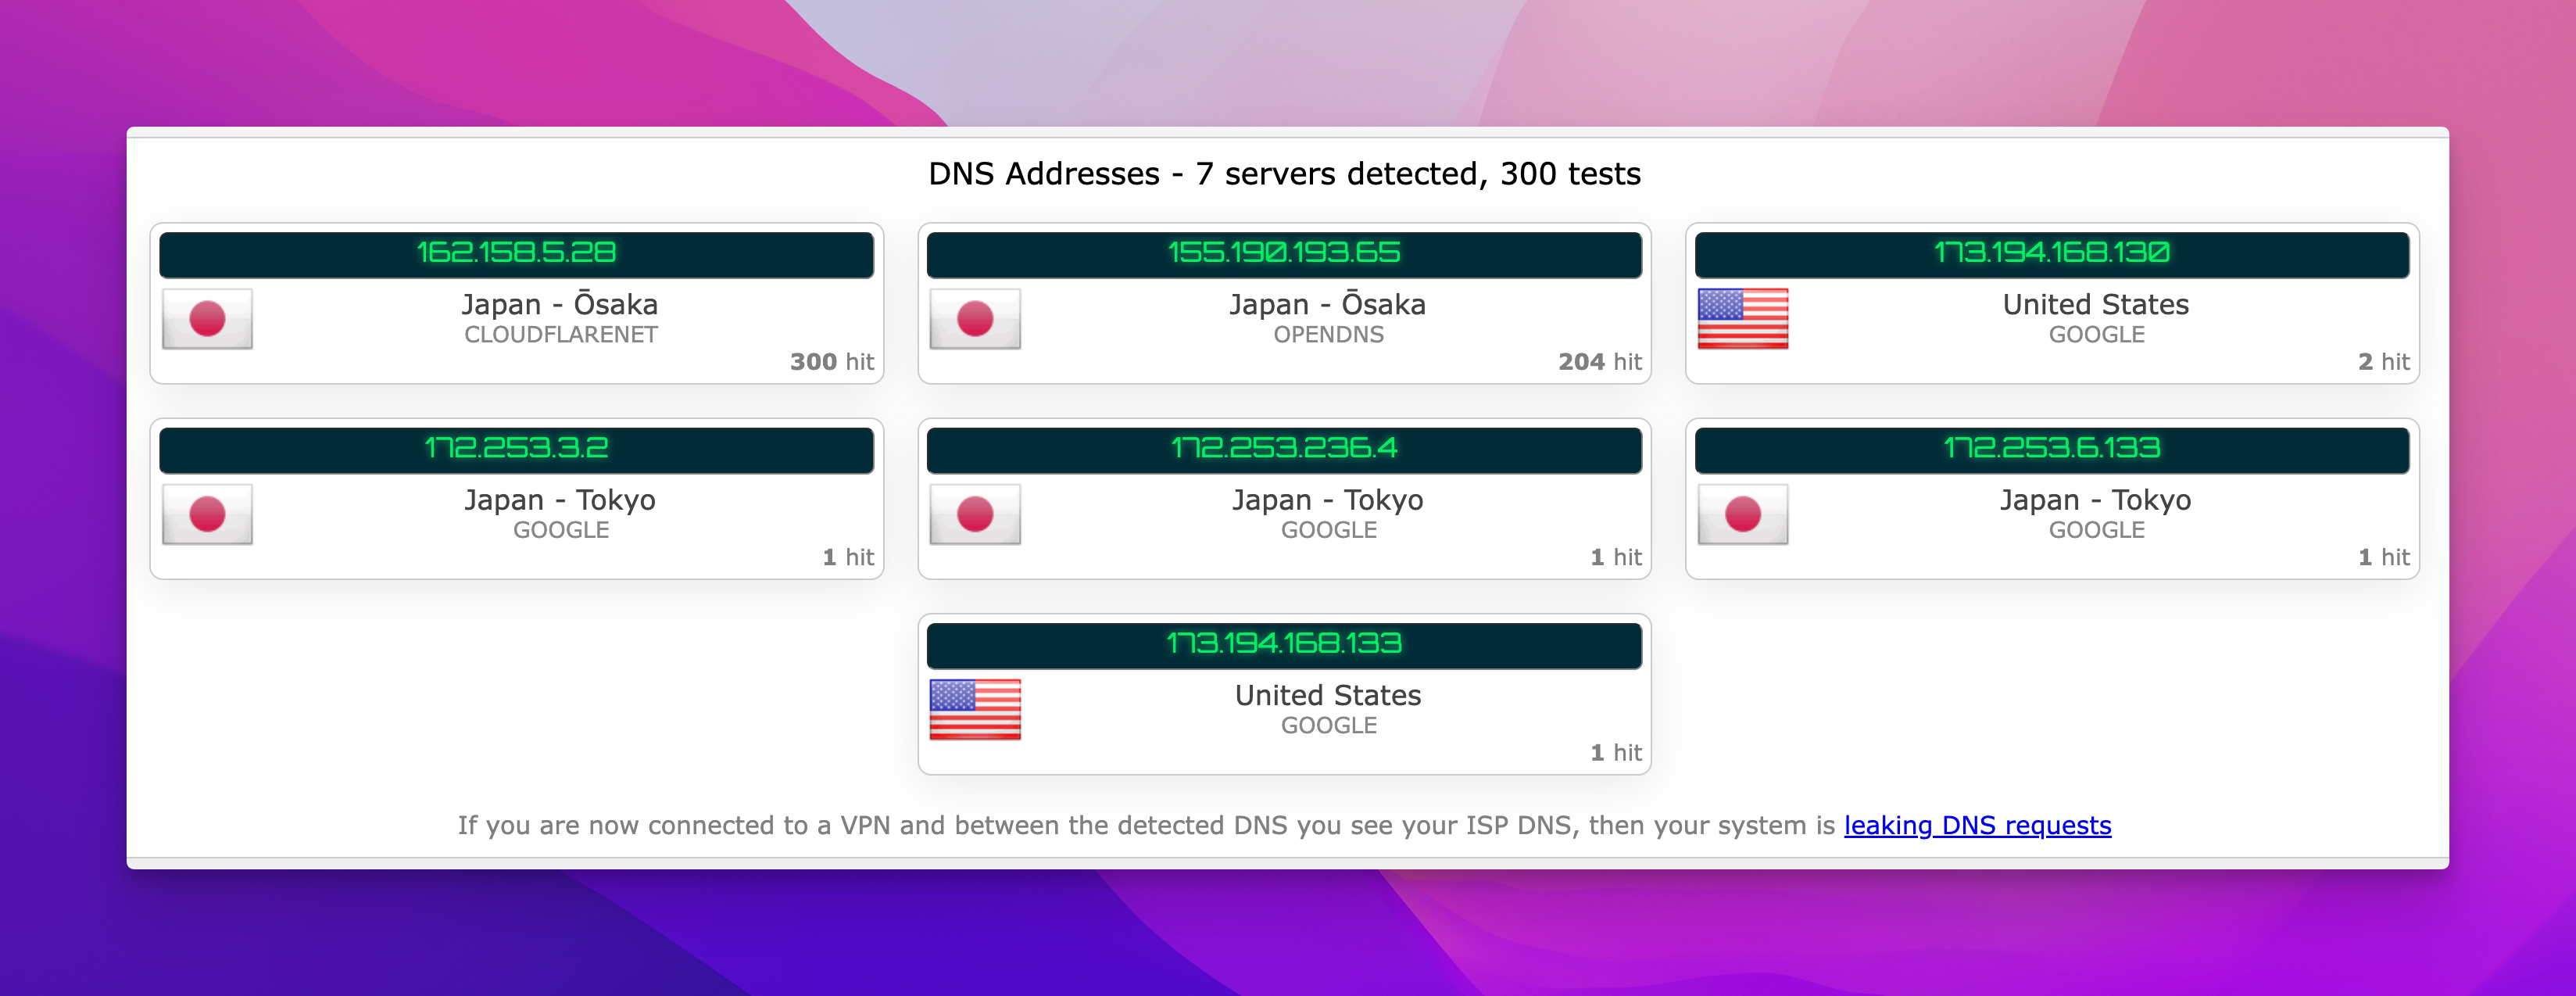 DNS Addresses - 7 servers detected, 300 tests
162.158.5.28
Japan - Ōsaka
CLOUDFLARENET
300 hit
155.190.193.65
Japan - Ōsaka
OPENDNS
204 hit
173.194.168.130
United States
GOOGLE
2 hit
172.253.3.2
Japan - Tokyo
GOOGLE
1 hit
172.253.236.4
Japan - Tokyo
GOOGLE
1 hit
172.253.6.133
Japan - Tokyo
GOOGLE
1 hit
173.194.168.133
United States
GOOGLE
1 hit
If you are now connected to a VPN and between the detected DNS you see your ISP DNS, then your system is leaking DNS requests